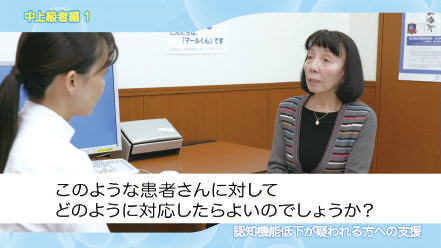 中上級者編 1
こんにちは、
「マールくん」です
このような患者さんに対して
どのように対応したらよいのでしょうか？
認知機能低下が疑われる方への支援